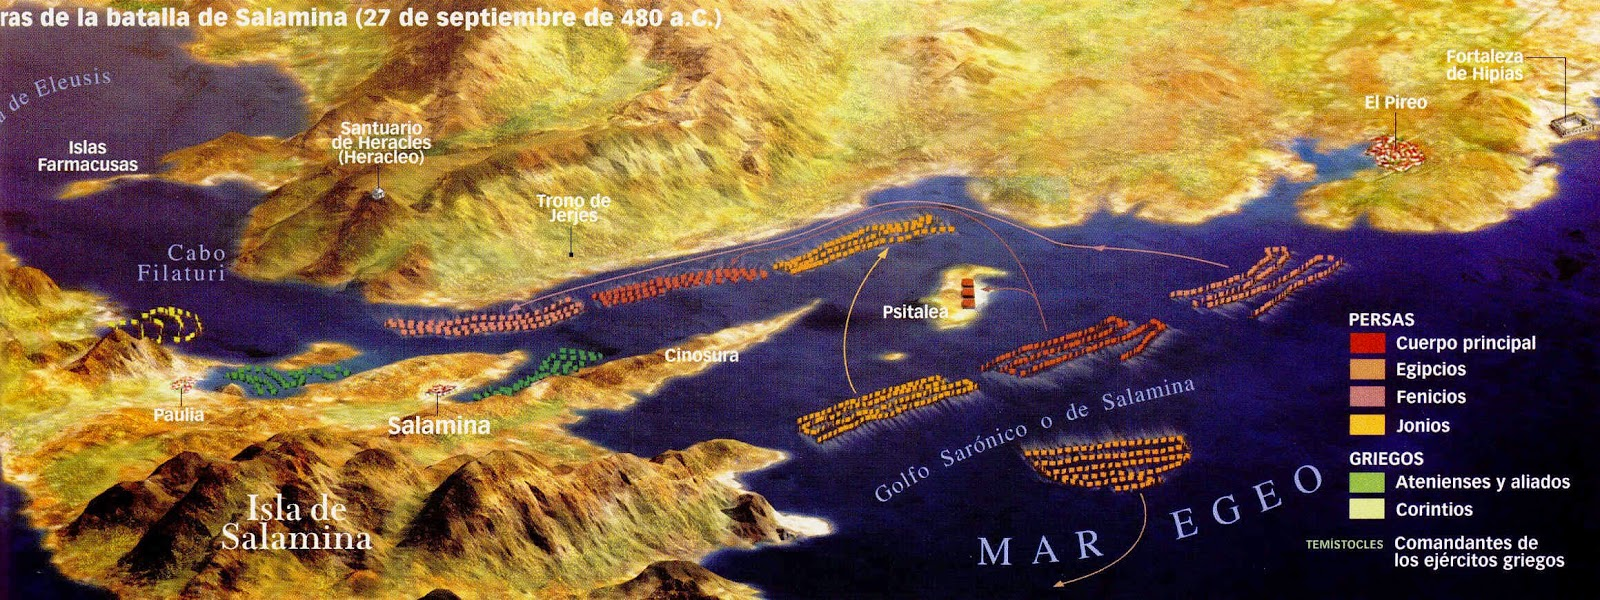 ras de la batalla de Salamina (27 de septiembre de 480 a.C.)
de Eleusis
Islas
Farmacusas
Santuario
de Heracles
(Heracleo)
Trono de
Jerjes
Fortaleza
de Hipias
El Pireo
Cabo
Filaturi
Psitalea
Cinosura
Paulia
Salamina
Isla de
Salamina
Golfo Sarónico o de Salamina
MAR EGEO
PERSAS
Cuerpo principal
Egipcios
Fenicios
Jonios
GRIEGOS
Atenienses y aliados
Corintios
TEMÍSTOCLES Comandantes de
los ejércitos griegos